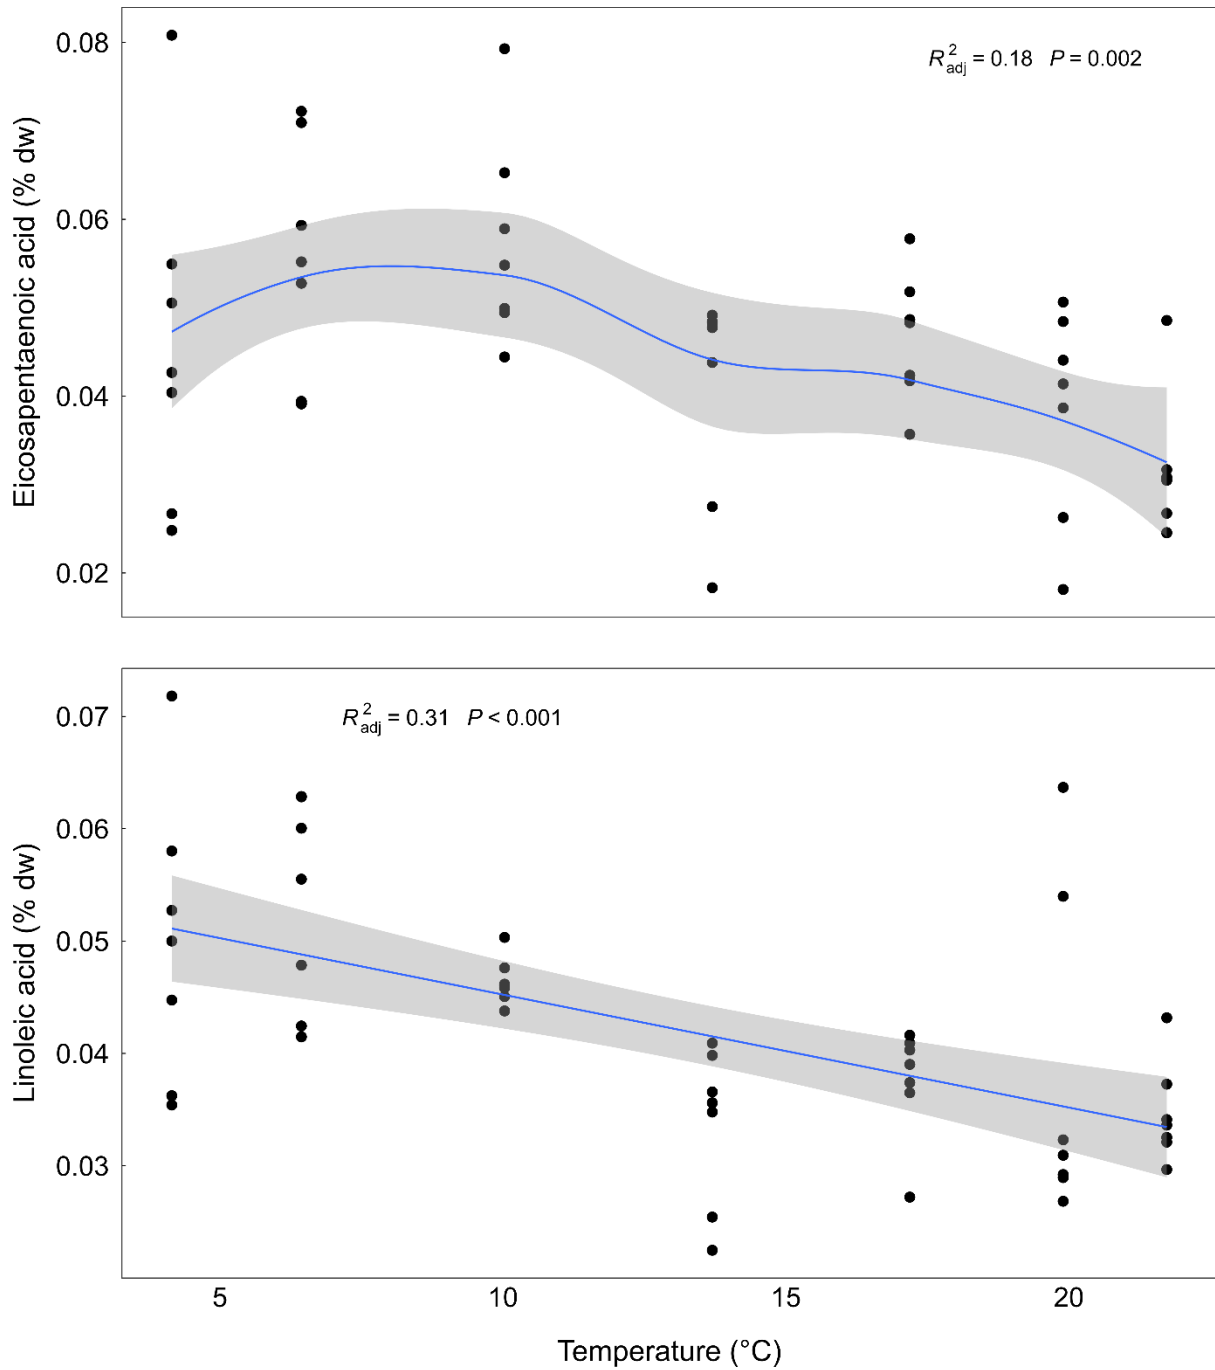 Eicosapentaenoic acid (% dw)
0.08
0.06
0.04
0.02
R²adj = 0.18 P = 0.002
Linoleic acid (% dw)
0.07
0.06
0.05
0.04
0.03
R²adj = 0.31 P < 0.001
5 10 15 20
Temperature (°C)